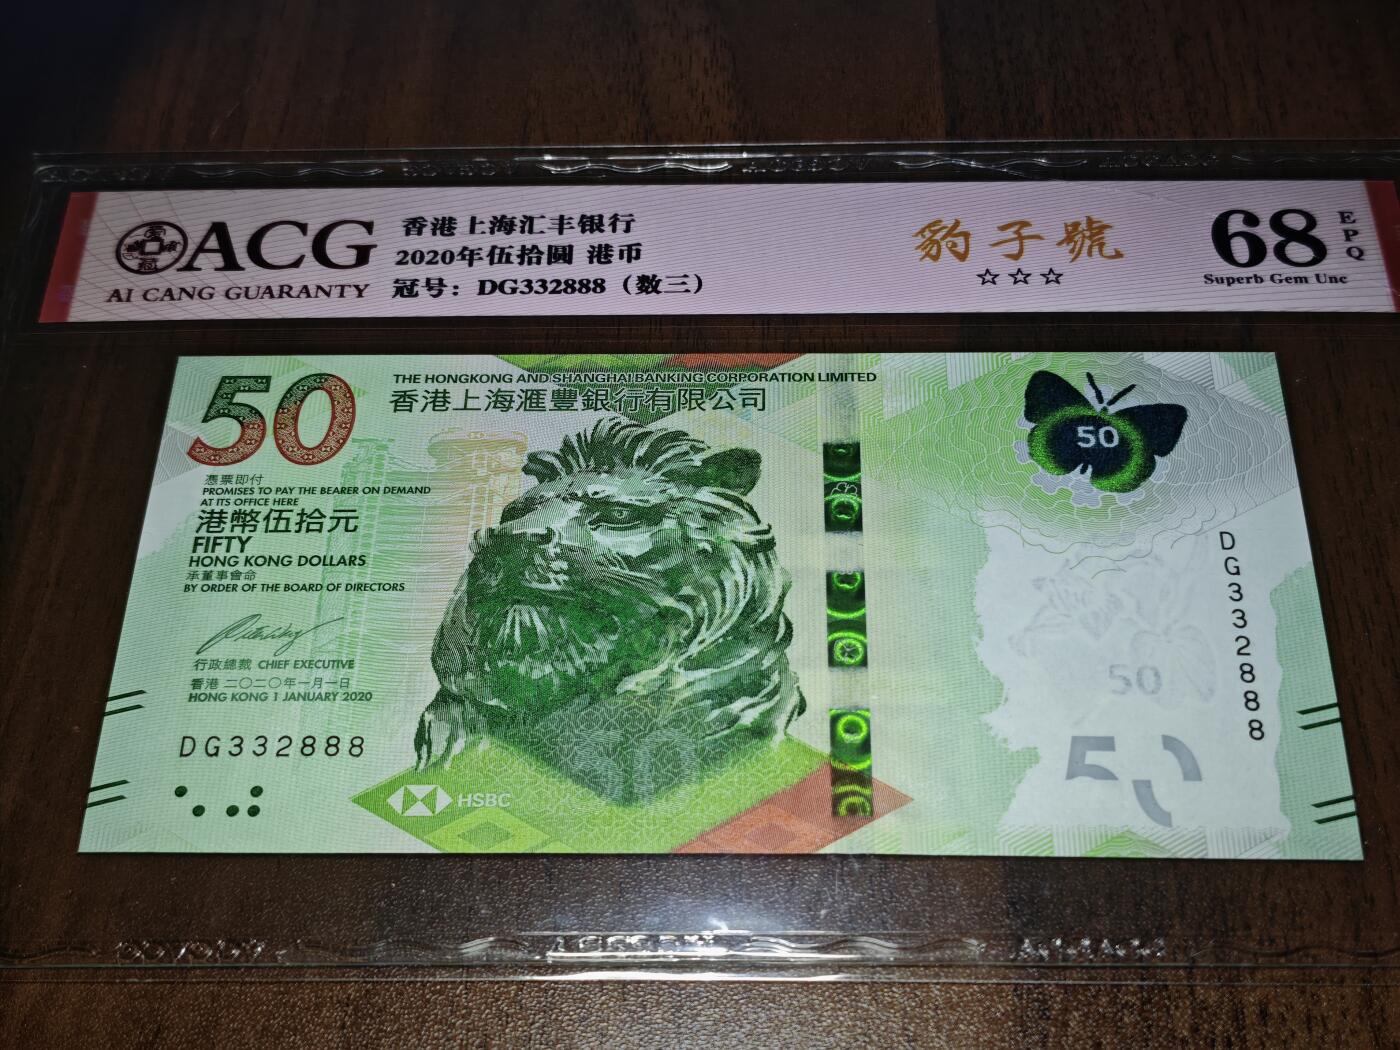 ACG
AI CANG GUARANTY
香港上海汇丰银行
2020年伍拾圓 港币
冠号：DG332888（数三）
豹子號
☆☆☆
68
EPQ
Superb Gem Unc
50
THE HONGKONG AND SHANGHAI BANKING CORPORATION LIMITED
香港上海滙豐銀行有限公司
憑票即付
PROMISES TO PAY THE BEARER ON DEMAND
AT ITS OFFICE HERE
港幣伍拾元
FIFTY
HONG KONG DOLLARS
承董事會命
BY ORDER OF THE BOARD OF DIRECTORS
行政總裁 CHIEF EXECUTIVE
香港 二〇二〇年一月一日
HONG KONG 1 JANUARY 2020
DG332888
HSBC
50
50
DG332888
50
50